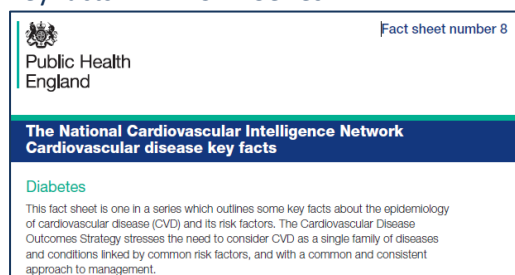 Fact sheet number 8
Public Health
England
The National Cardiovascular Intelligence Network
Cardiovascular disease key facts
Diabetes
This fact sheet is one in a series which outlines some key facts about the epidemiology
of cardiovascular disease (CVD) and its risk factors. The Cardiovascular Disease
Outcomes Strategy stresses the need to consider CVD as a single family of diseases
and conditions linked by common risk factors, and with a common and consistent
approach to management.